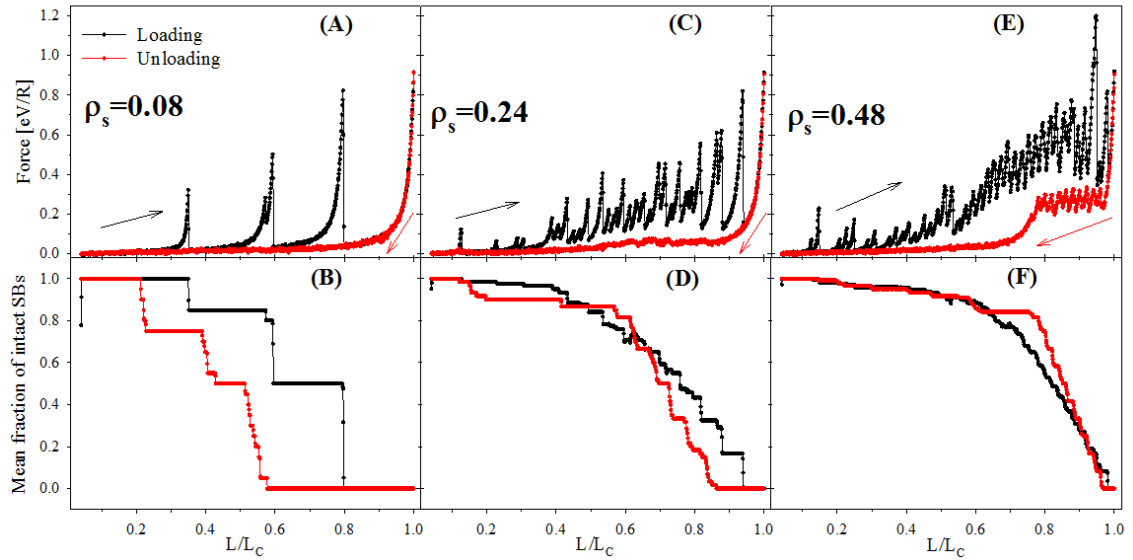 (A)
(C)
(E)
Loading
Unloading
ρs=0.08
ρs=0.24
ρs=0.48
Force [eV/R]
1.2
1.0
0.8
0.6
0.4
0.2
0.0
(B)
(D)
(F)
Mean fraction of intact SBs
1.0
0.8
0.6
0.4
0.2
0.0
0.2 0.4 0.6 0.8 1.0
0.2 0.4 0.6 0.8 1.0
0.2 0.4 0.6 0.8 1.0
L/LC
L/LC
L/LC